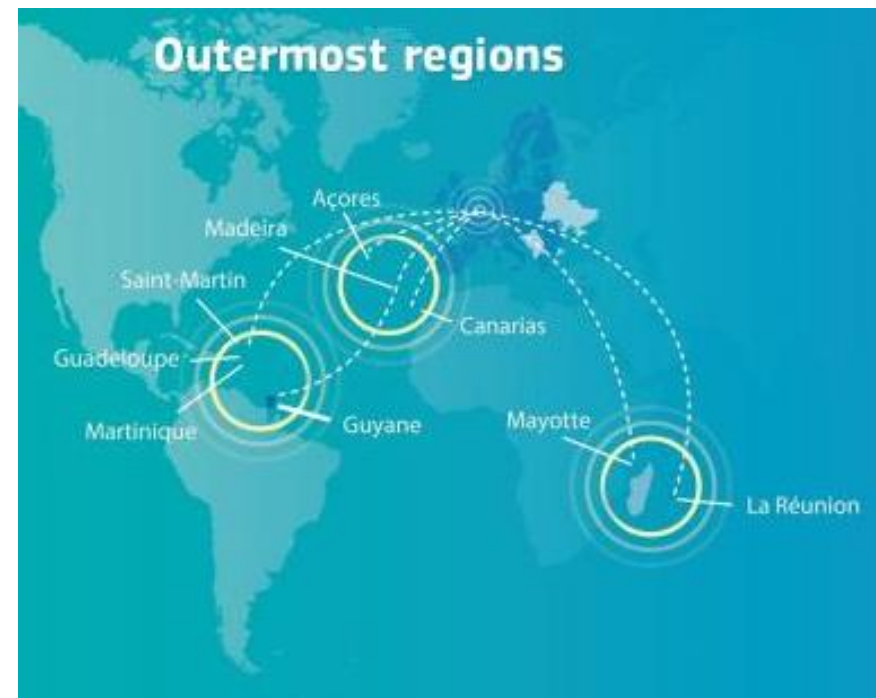 Outermost regions
Açores
Madeira
Saint-Martin
Canarias
Guadeloupe
Mayotte
Guyane
Martinique
La Réunion